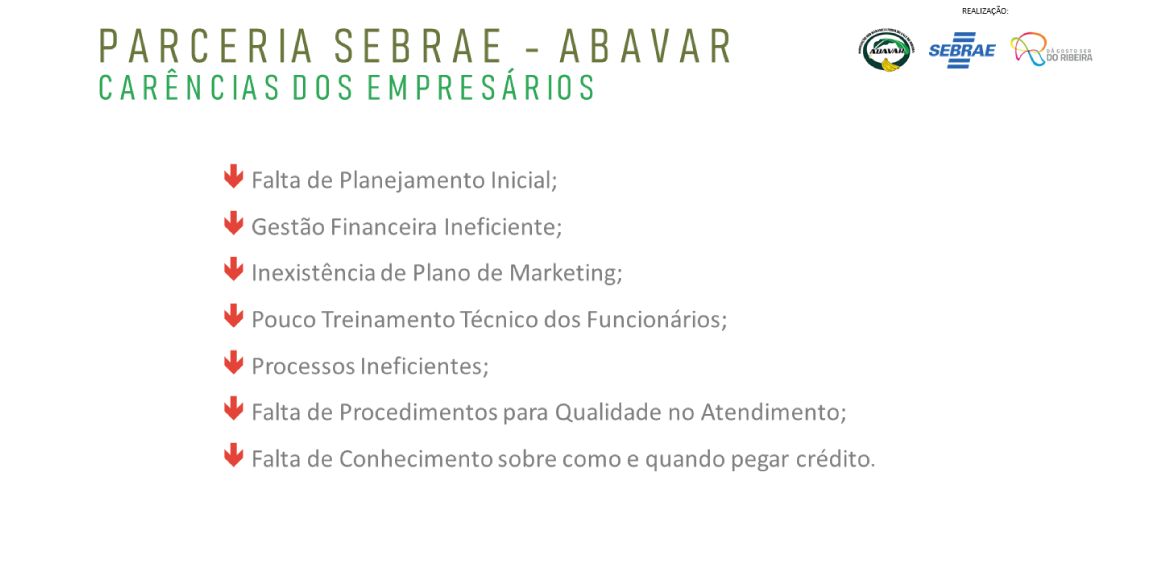 REALIZAÇÃO:
PARCERIA SEBRAE - ABAVAR
CARÊNCIAS DOS EMPRESÁRIOS
ABAVAR
SEBRAE
DÁ GOSTO SER
DO RIBEIRA
Falta de Planejamento Inicial;
Gestão Financeira Ineficiente;
Inexistência de Plano de Marketing;
Pouco Treinamento Técnico dos Funcionários;
Processos Ineficientes;
Falta de Procedimentos para Qualidade no Atendimento;
Falta de Conhecimento sobre como e quando pegar crédito.